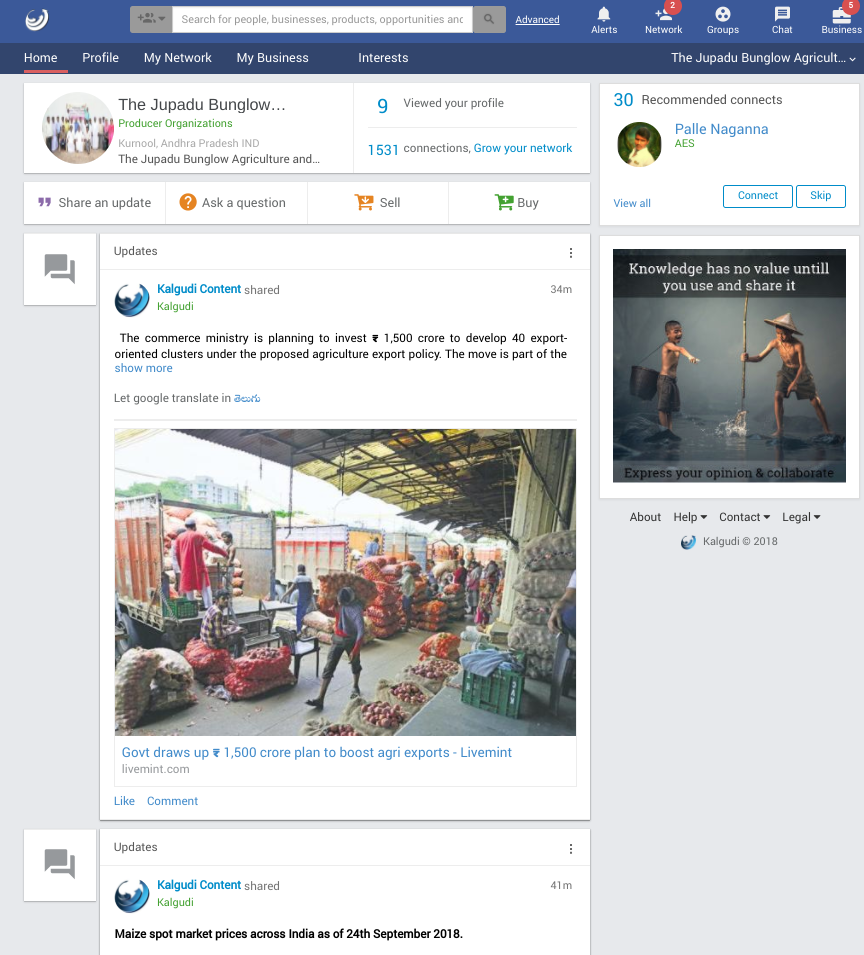 Search for people, businesses, products, opportunities and
Advanced
Alerts
2
Network
Groups
Chat
5
Business
Home
Profile
My Network
My Business
Interests
The Jupadu Bunglow Agricult...
The Jupadu Bunglow...
Producer Organizations
Kurnool, Andhra Pradesh IND
The Jupadu Bunglow Agriculture and...
9 Viewed your profile
1531 connections, Grow your network
30 Recommended connects
Palle Naganna
AES
View all
Connect
Skip
Share an update
Ask a question
Sell
Buy
Updates
Kalgudi Content shared
34m
Kalgudi
The commerce ministry is planning to invest ₹ 1,500 crore to develop 40 export-
oriented clusters under the proposed agriculture export policy. The move is part of the
show more
Let google translate in తెలుగు
Govt draws up ₹ 1,500 crore plan to boost agri exports - Livemint
livemint.com
Like
Comment
Knowledge has no value untill
you use and share it
Express your opinion & collaborate
About
Help
Contact
Legal
Kalgudi © 2018
Updates
Kalgudi Content shared
41m
Kalgudi
Maize spot market prices across India as of 24th September 2018.